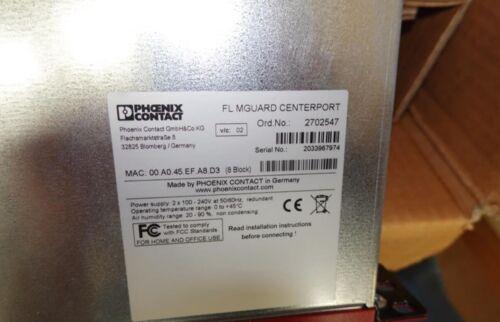 PHOENIX
CONTACT
FL MGUARD CENTERPORT
Phoenix Contact GmbH&Co.KG
Flachsmarktstraße 8
32825 Blomberg / Germany
v/c: 02
Ord.No.: 2702547
Serial No.: 2033967974
MAC: 00.A0.45.EF.A8.D3 (8 Block)
Made by PHOENIX CONTACT in Germany
www.phoenixcontact.com
Power supply: 2 x 100 - 240V at 50/60Hz, redundant
Operating temperature range: 0 to +45°C
Air humidity range: 20 - 90 %, non condensing
FC Tested to comply
with FCC Standards
FOR HOME AND OFFICE USE
CE
Read installation instructions
before connecting !